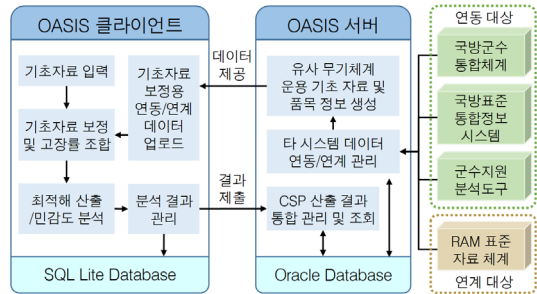 OASIS 클라이언트
기초자료 입력
기초자료 보정
및 고장률 조합
최적해 산출
/민감도 분석
기초자료
보정용
연동/연계
데이터
업로드
분석 결과
관리
SQL Lite Database
데이터
제공
결과
제출
OASIS 서버
유사 무기체계
운용 기초 자료 및
품목 정보 생성
타 시스템 데이터
연동/연계 관리
CSP 산출 결과
통합 관리 및 조회
Oracle Database
연동 대상
국방군수
통합체계
국방표준
통합정보
시스템
군수지원
분석도구
RAM 표준
자료 체계
연계 대상